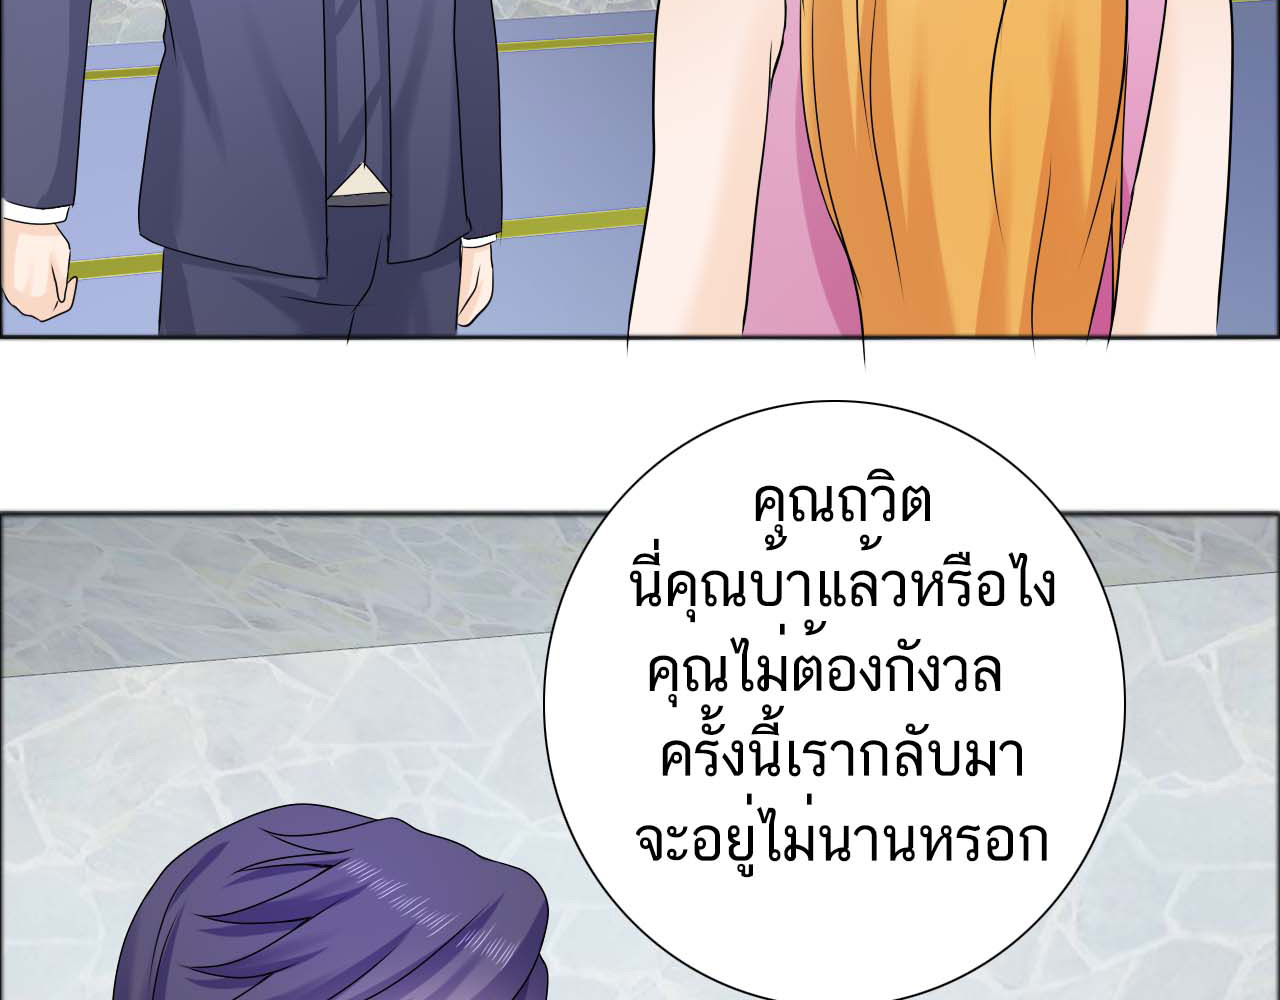 คุณถวิต
นี่คุณบ้าแล้วหรือไง
คุณไม่ต้องกังวล
ครั้งนี้เรากลับมา
จะอยู่ไม่นานหรอก